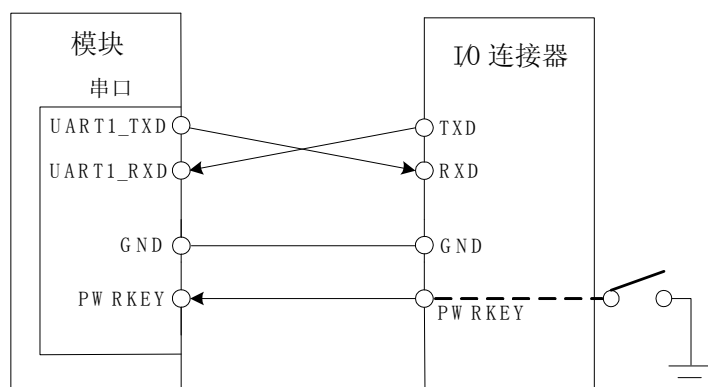 模块
串口
UART1_TXD
UART1_RXD
GND
PWRKEY
I/O 连接器
TXD
RXD
GND
PWRKEY